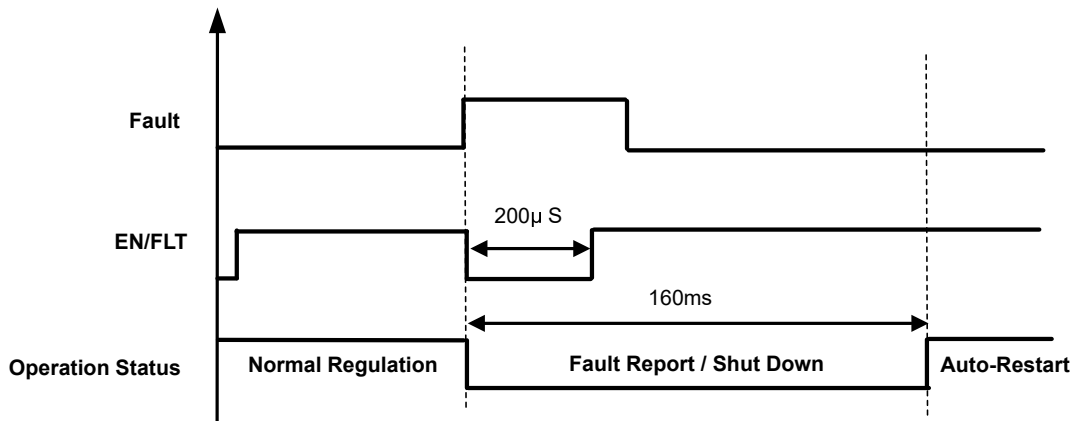 Fault
200μ S
EN/FLT
160ms
Operation Status Normal Regulation Fault Report / Shut Down Auto-Restart